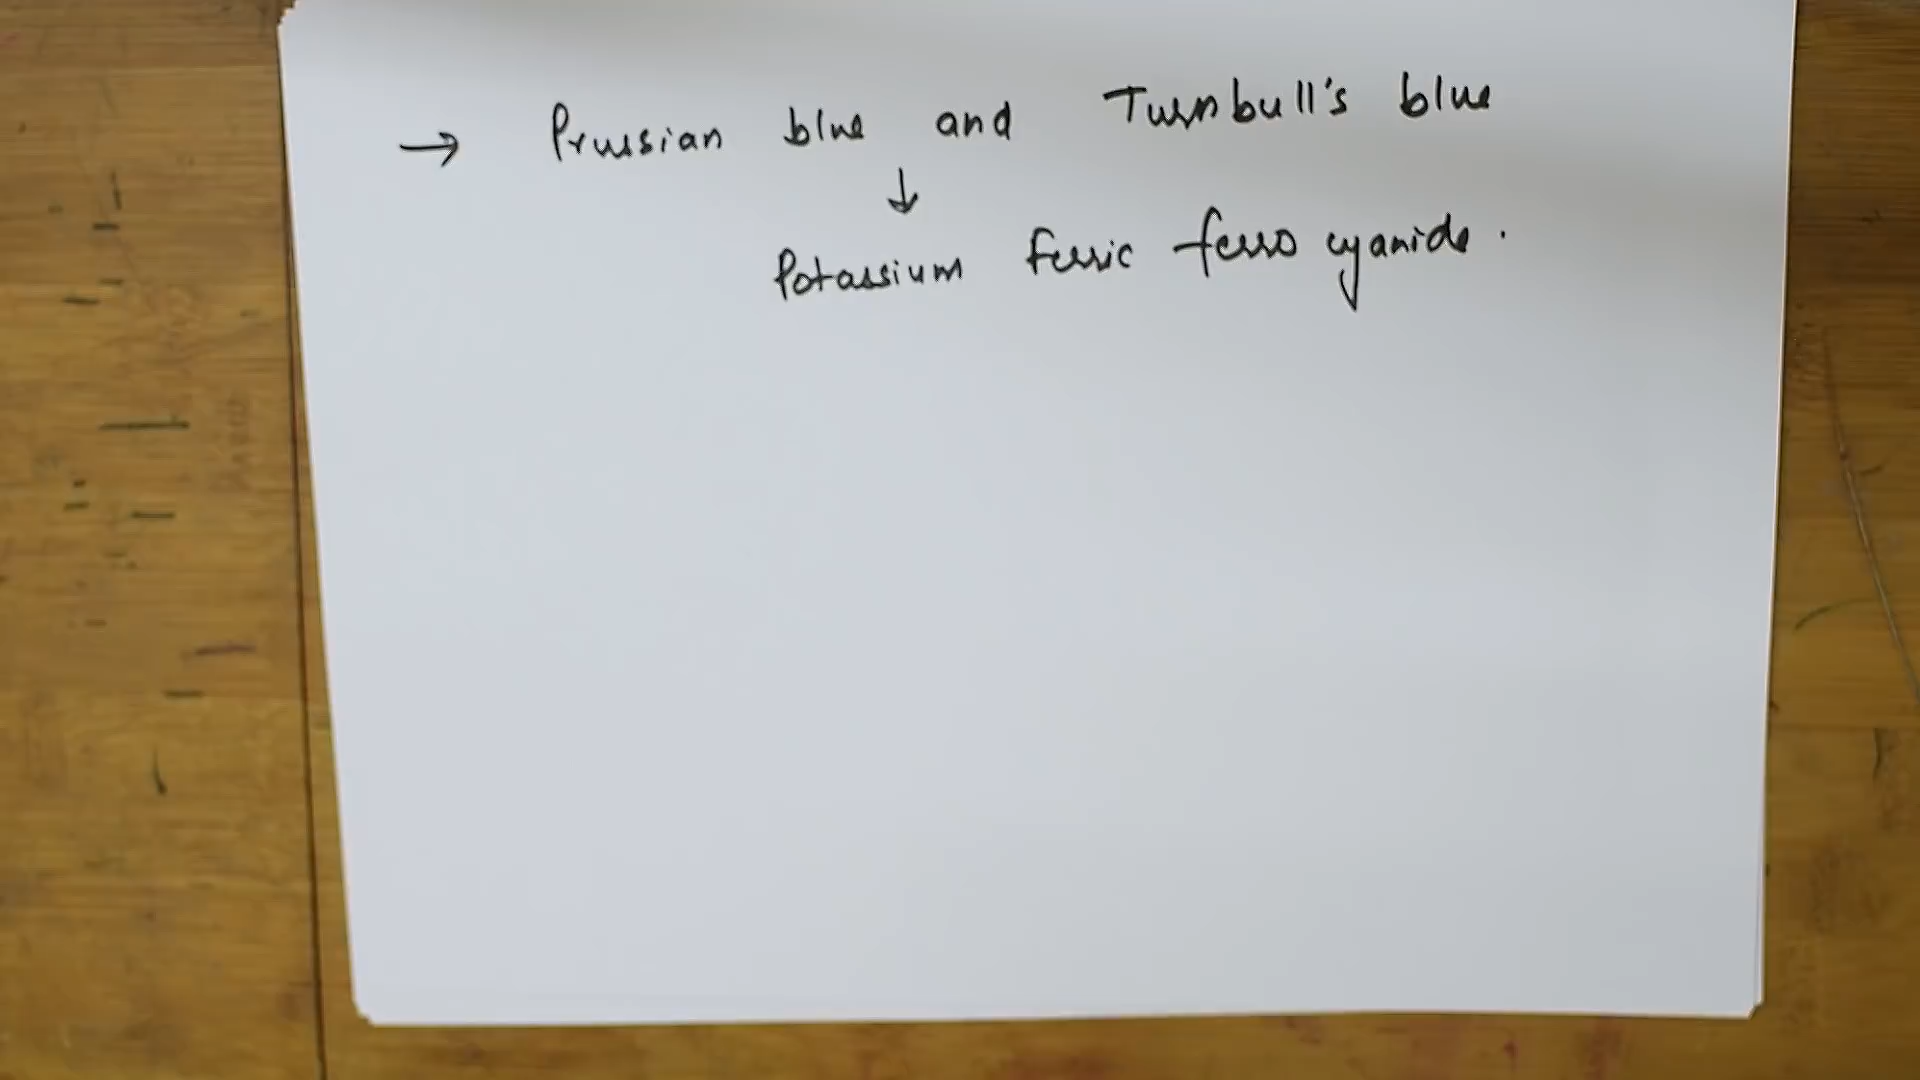 → Prussian blue and Turnbull's blue
↓
Potassium ferric ferro cyanide.